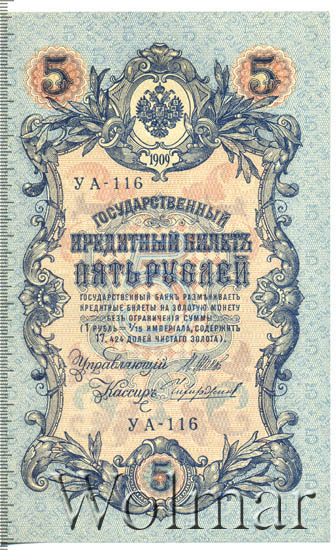 5 5
1909
УА-116
ГОСУДАРСТВЕННЫЙ
КРЕДИТНЫЙ БИЛЕТЪ
ПЯТЬ РУБЛЕЙ
ГОСУДАРСТВЕННЫЙ БАНКЪ РАЗМѢНИВАЕТЪ
КРЕДИТНЫЕ БИЛЕТЫ НА ЗОЛОТУЮ МОНЕТУ
БЕЗЪ ОГРАНИЧЕНІЯ СУММЫ
(1 РУБЛЬ = 1/15 ИМПЕРІАЛА, СОДЕРЖИТЪ
17,424 ДОЛЕЙ ЧИСТАГО ЗОЛОТА).
Управляющій
Кассиръ
УА-116
5
Wolmar